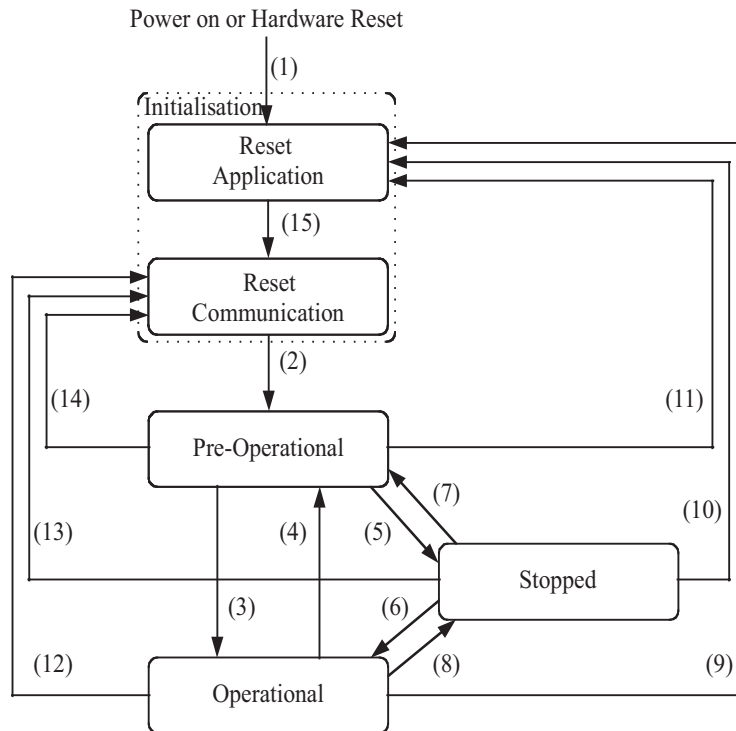 Power on or Hardware Reset
(1)
Initialisation
Reset
Application
(15)
Reset
Communication
(2)
(14)
(11)
Pre-Operational
(7)
(13)
(4)
(5)
(10)
Stopped
(3)
(6)
(12)
(8)
(9)
Operational